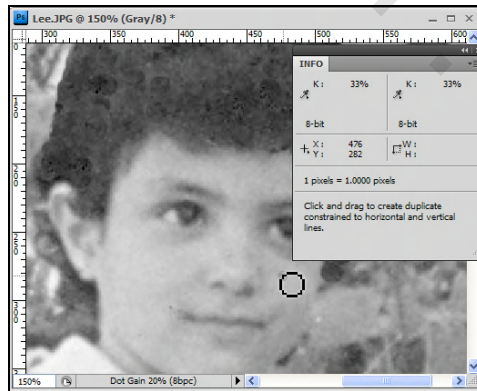 Ps Lee.JPG @ 150% (Gray/8) *
300 350 400 450 500 550 600
INFO
K : 33% K : 33%
8-bit 8-bit
X : 476 W :
Y : 282 H :
1 pixels = 1.0000 pixels
Click and drag to create duplicate
constrained to horizontal and vertical
lines.
150% Dot Gain 20% (8bpc)